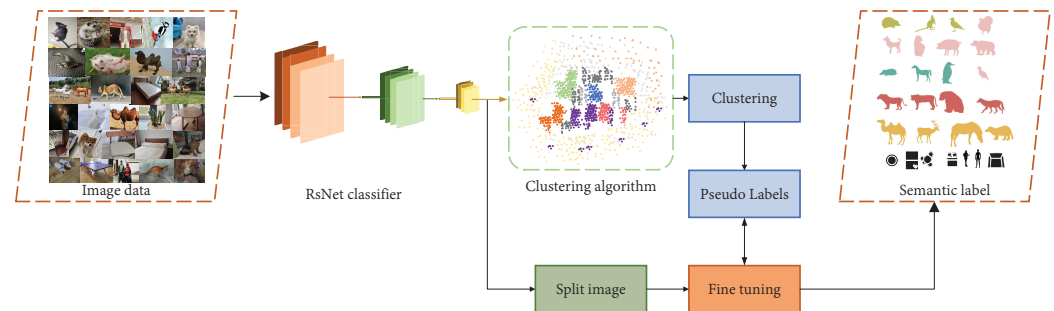 Image data
RsNet classifier
Clustering algorithm
Clustering
Pseudo Labels
Split image
Fine tuning
Semantic label